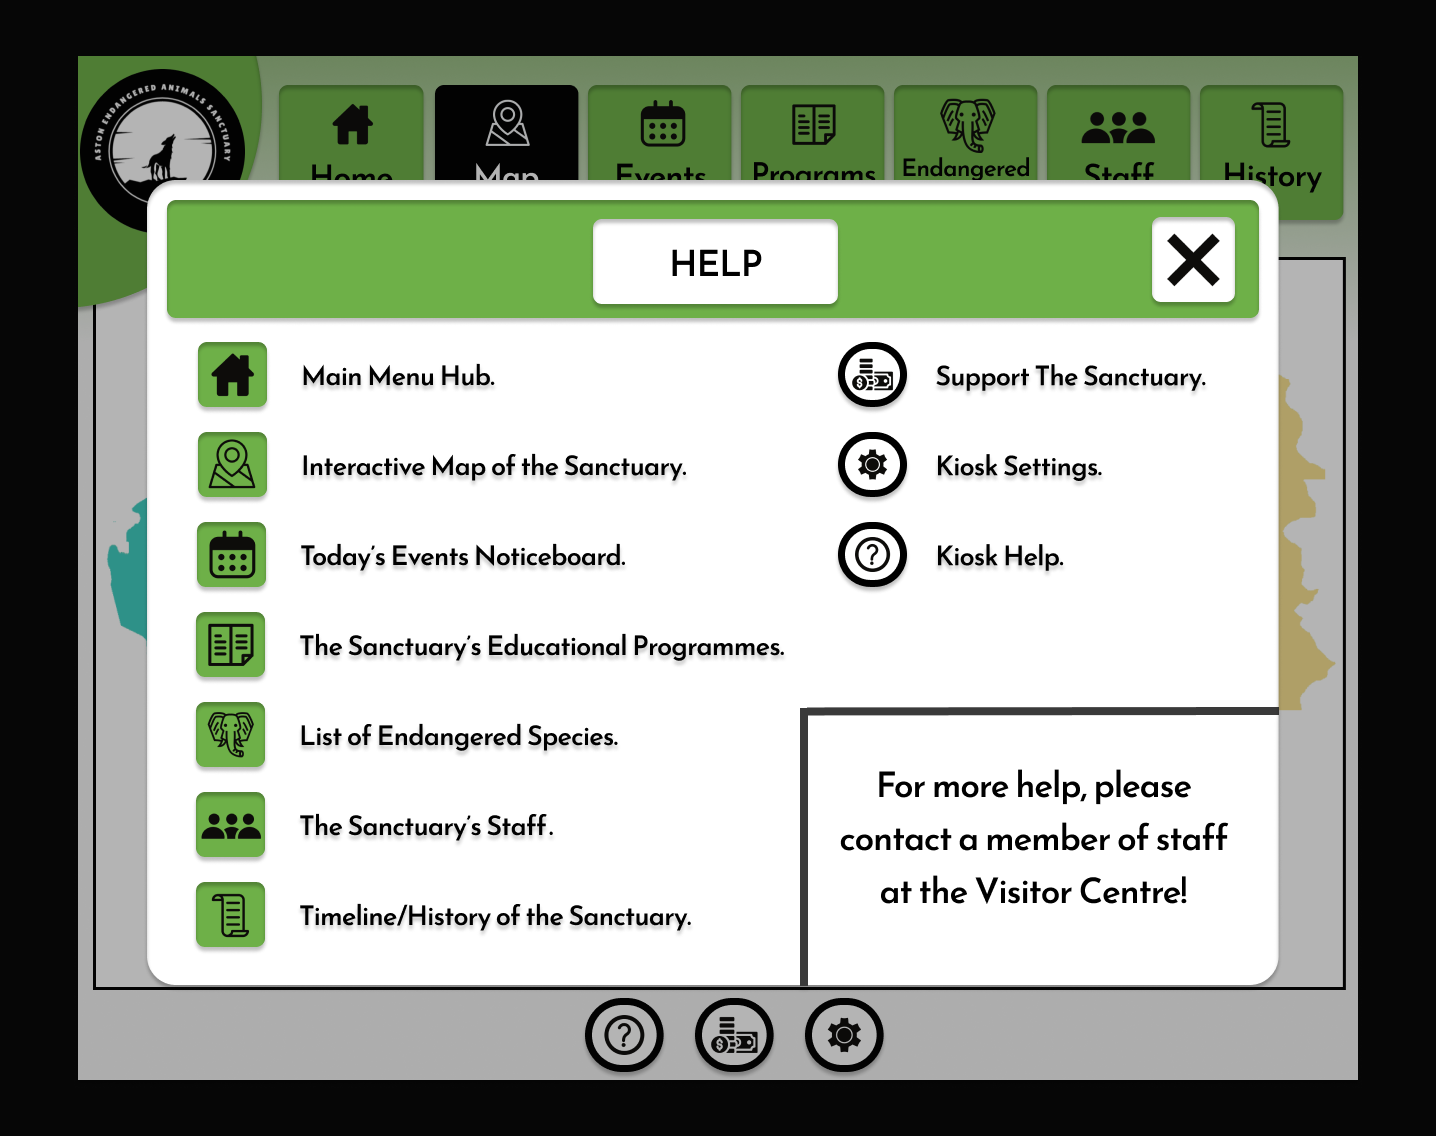 ASTON ENDANGERED ANIMALS SANCTUARY
Home
Map
Events
Programs
Endangered
Staff
History
HELP
Main Menu Hub.
Support The Sanctuary.
Interactive Map of the Sanctuary.
Kiosk Settings.
Today's Events Noticeboard.
Kiosk Help.
The Sanctuary's Educational Programmes.
List of Endangered Species.
The Sanctuary's Staff.
Timeline/History of the Sanctuary.
For more help, please
contact a member of staff
at the Visitor Centre!